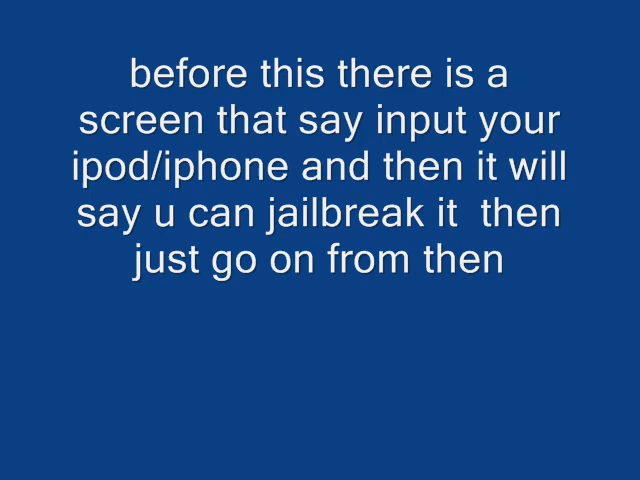 before this there is a
screen that say input your
ipod/iphone and then it will
say u can jailbreak it  then
just go on from then